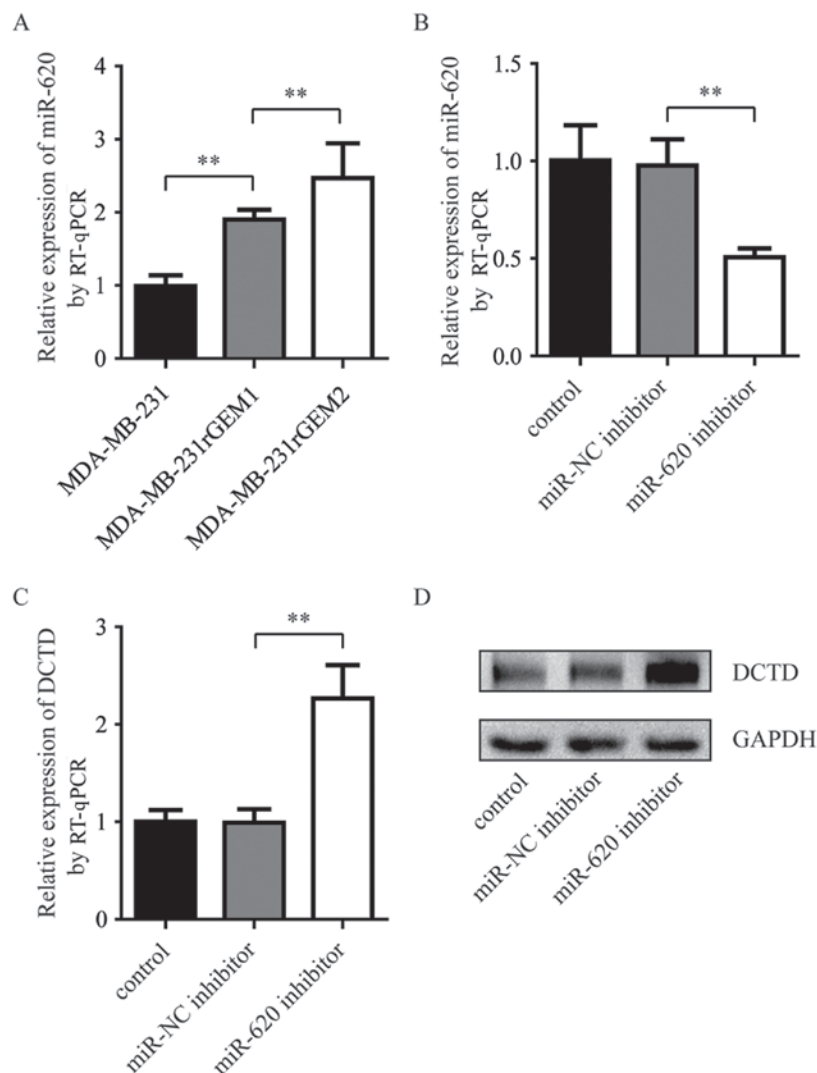 A
Relative expression of miR-620
by RT-qPCR
4
3
2
1
0
**
**
MDA-MB-231
MDA-MB-231rGEM1
MDA-MB-231rGEM2
B
Relative expression of miR-620
by RT-qPCR
1.5
1.0
0.5
0.0
**
control
miR-NC inhibitor
miR-620 inhibitor
C
Relative expression of DCTD
by RT-qPCR
3
2
1
0
**
control
miR-NC inhibitor
miR-620 inhibitor
D
DCTD
GAPDH
control
miR-NC inhibitor
miR-620 inhibitor